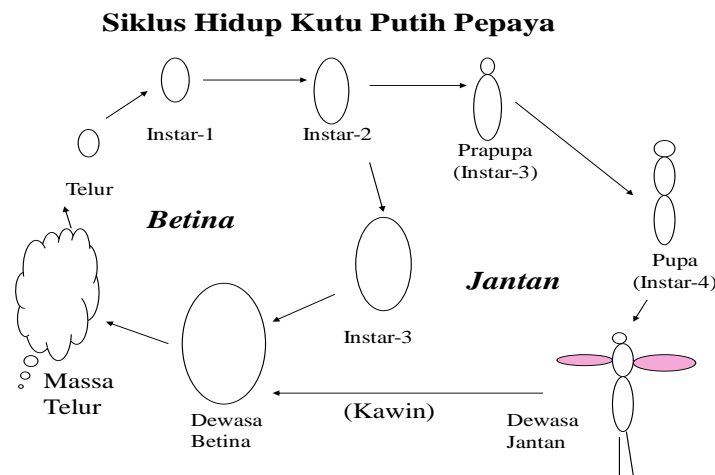 Siklus Hidup Kutu Putih Pepaya
Instar-1
Instar-2
Prapupa
(Instar-3)
Telur
Betina
Pupa
(Instar-4)
Jantan
Instar-3
Massa
Telur
Dewasa
Betina
(Kawin)
Dewasa
Jantan